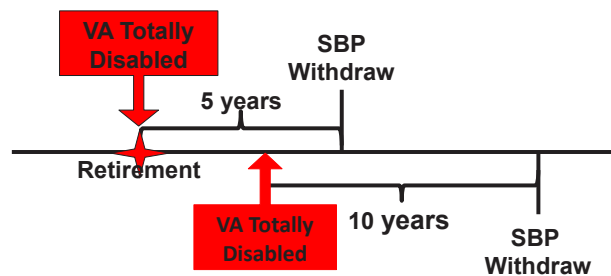 VA Totally
Disabled
SBP
Withdraw
5 years
Retirement
VA Totally
Disabled
10 years
SBP
Withdraw